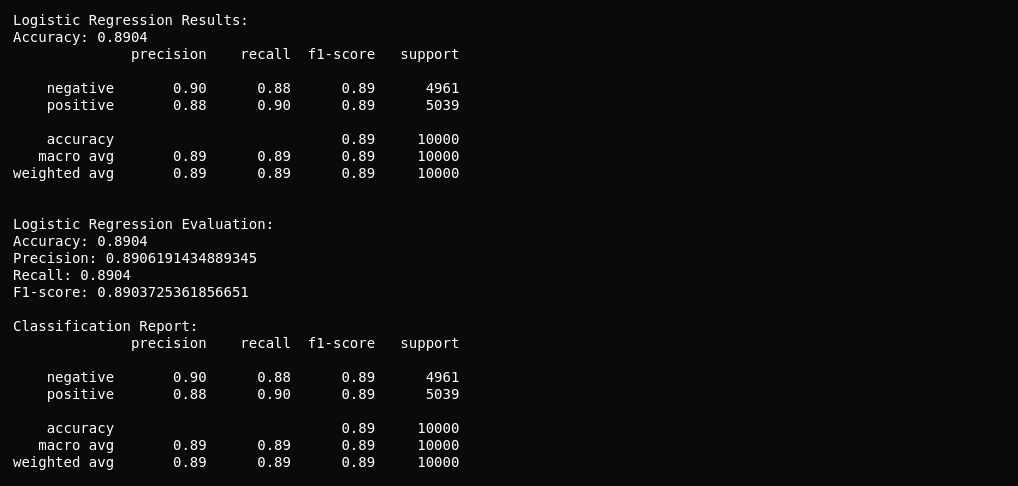 Logistic Regression Results:
Accuracy: 0.8904
              precision    recall  f1-score   support

    negative       0.90      0.88      0.89      4961
    positive       0.88      0.90      0.89      5039

    accuracy                           0.89     10000
   macro avg       0.89      0.89      0.89     10000
weighted avg       0.89      0.89      0.89     10000


Logistic Regression Evaluation:
Accuracy: 0.8904
Precision: 0.8906191434889345
Recall: 0.8904
F1-score: 0.8903725361856651

Classification Report:
              precision    recall  f1-score   support

    negative       0.90      0.88      0.89      4961
    positive       0.88      0.90      0.89      5039

    accuracy                           0.89     10000
   macro avg       0.89      0.89      0.89     10000
weighted avg       0.89      0.89      0.89     10000